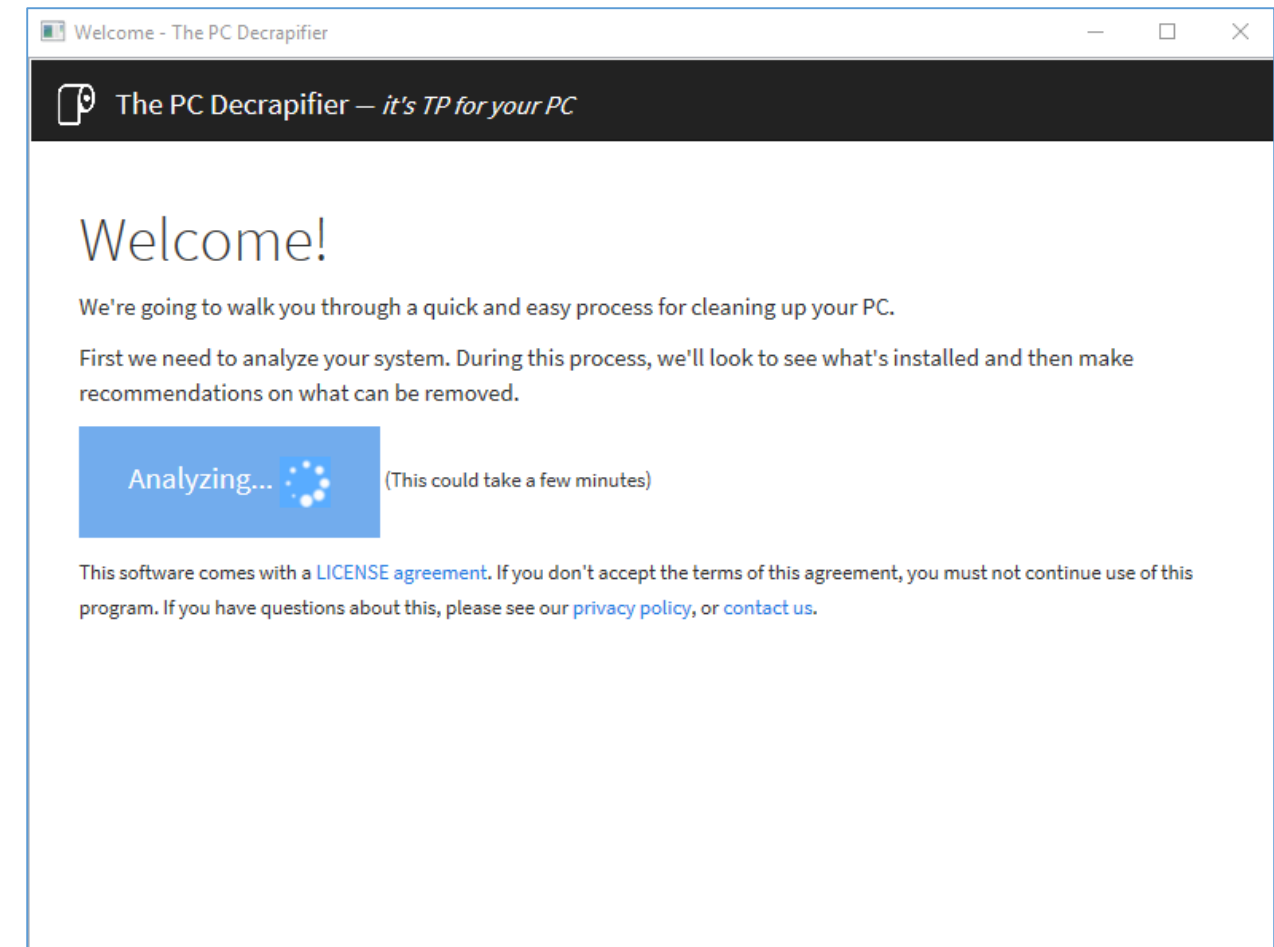 Welcome - The PC Decrapifier
The PC Decrapifier — it's TP for your PC
Welcome!
We're going to walk you through a quick and easy process for cleaning up your PC.
First we need to analyze your system. During this process, we'll look to see what's installed and then make
recommendations on what can be removed.
Analyzing... (This could take a few minutes)
This software comes with a LICENSE agreement. If you don't accept the terms of this agreement, you must not continue use of this
program. If you have questions about this, please see our privacy policy, or contact us.